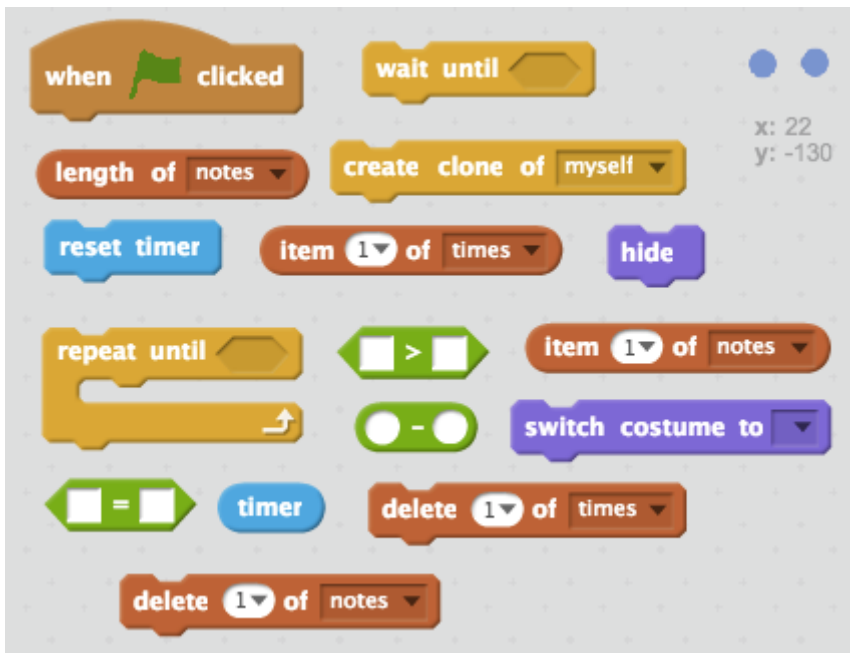 when clicked
wait until
x: 22
y: -130
length of notes
create clone of myself
reset timer
item 1 of times
hide
repeat until
>
item 1 of notes
-
switch costume to
=
timer
delete 1 of times
delete 1 of notes